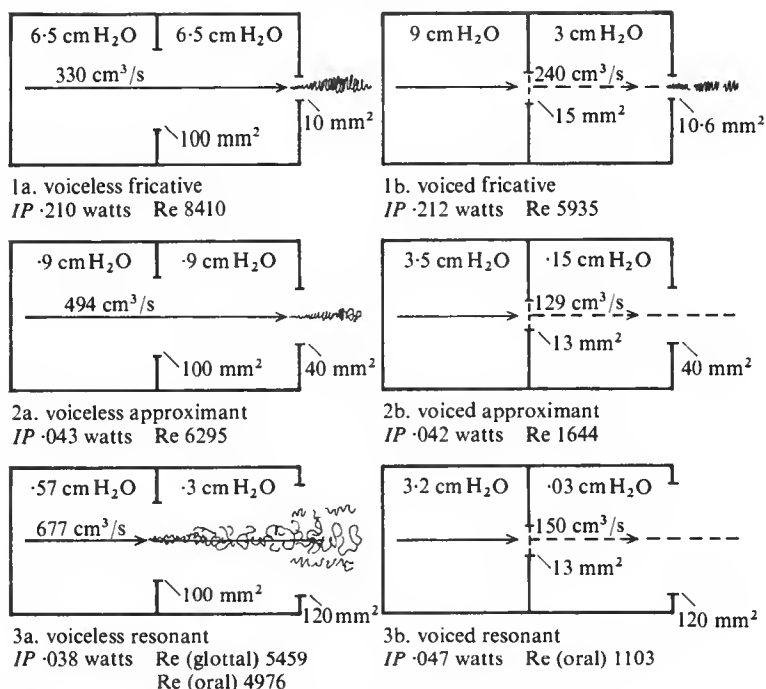 6·5 cm H₂O 6·5 cm H₂O
330 cm³/s
100 mm²
10 mm²
1a. voiceless fricative
IP ·210 watts Re 8410
9 cm H₂O 3 cm H₂O
240 cm³/s
15 mm²
10·6 mm²
1b. voiced fricative
IP ·212 watts Re 5935
·9 cm H₂O ·9 cm H₂O
494 cm³/s
100 mm²
40 mm²
2a. voiceless approximant
IP ·043 watts Re 6295
3·5 cm H₂O ·15 cm H₂O
129 cm³/s
13 mm²
40 mm²
2b. voiced approximant
IP ·042 watts Re 1644
·57 cm H₂O ·3 cm H₂O
677 cm³/s
100 mm²
120 mm²
3a. voiceless resonant
IP ·038 watts Re (glottal) 5459
Re (oral) 4976
3·2 cm H₂O ·03 cm H₂O
150 cm³/s
13 mm²
120 mm²
3b. voiced resonant
IP ·047 watts Re (oral) 1103